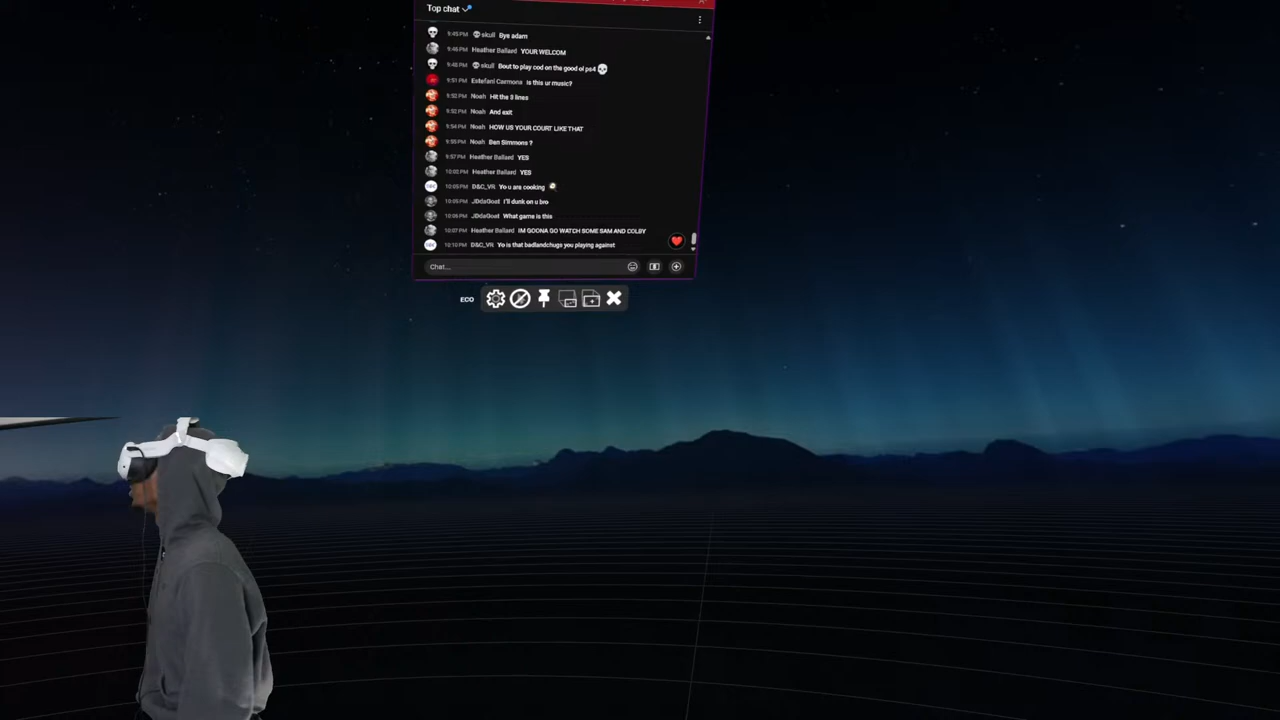 Top chat
9:45 PM skull Bye adam
9:46 PM Heather Ballard YOUR WELCOM
9:48 PM skull Bout to play cod on the good ol ps4
9:51 PM Estefani Carmona Is this ur music?
9:52 PM Noah Hit the 3 lines
9:52 PM Noah And exit
9:54 PM Noah HOW US YOUR COURT LIKE THAT
9:55 PM Noah Ban Simmons ?
9:57 PM Heather Ballard YES
10:02 PM Heather Ballard YES
10:05 PM D&C_VR Yo u are cooking
10:05 PM JDdaGoat I'll dunk on u bro
10:06 PM JDdaGoat What game is this
10:07 PM Heather Ballard IM GOONA GO WATCH SOME SAM AND COLBY
10:10 PM D&C_VR Yo is that badlandchugs you playing against
Chat...
ECO